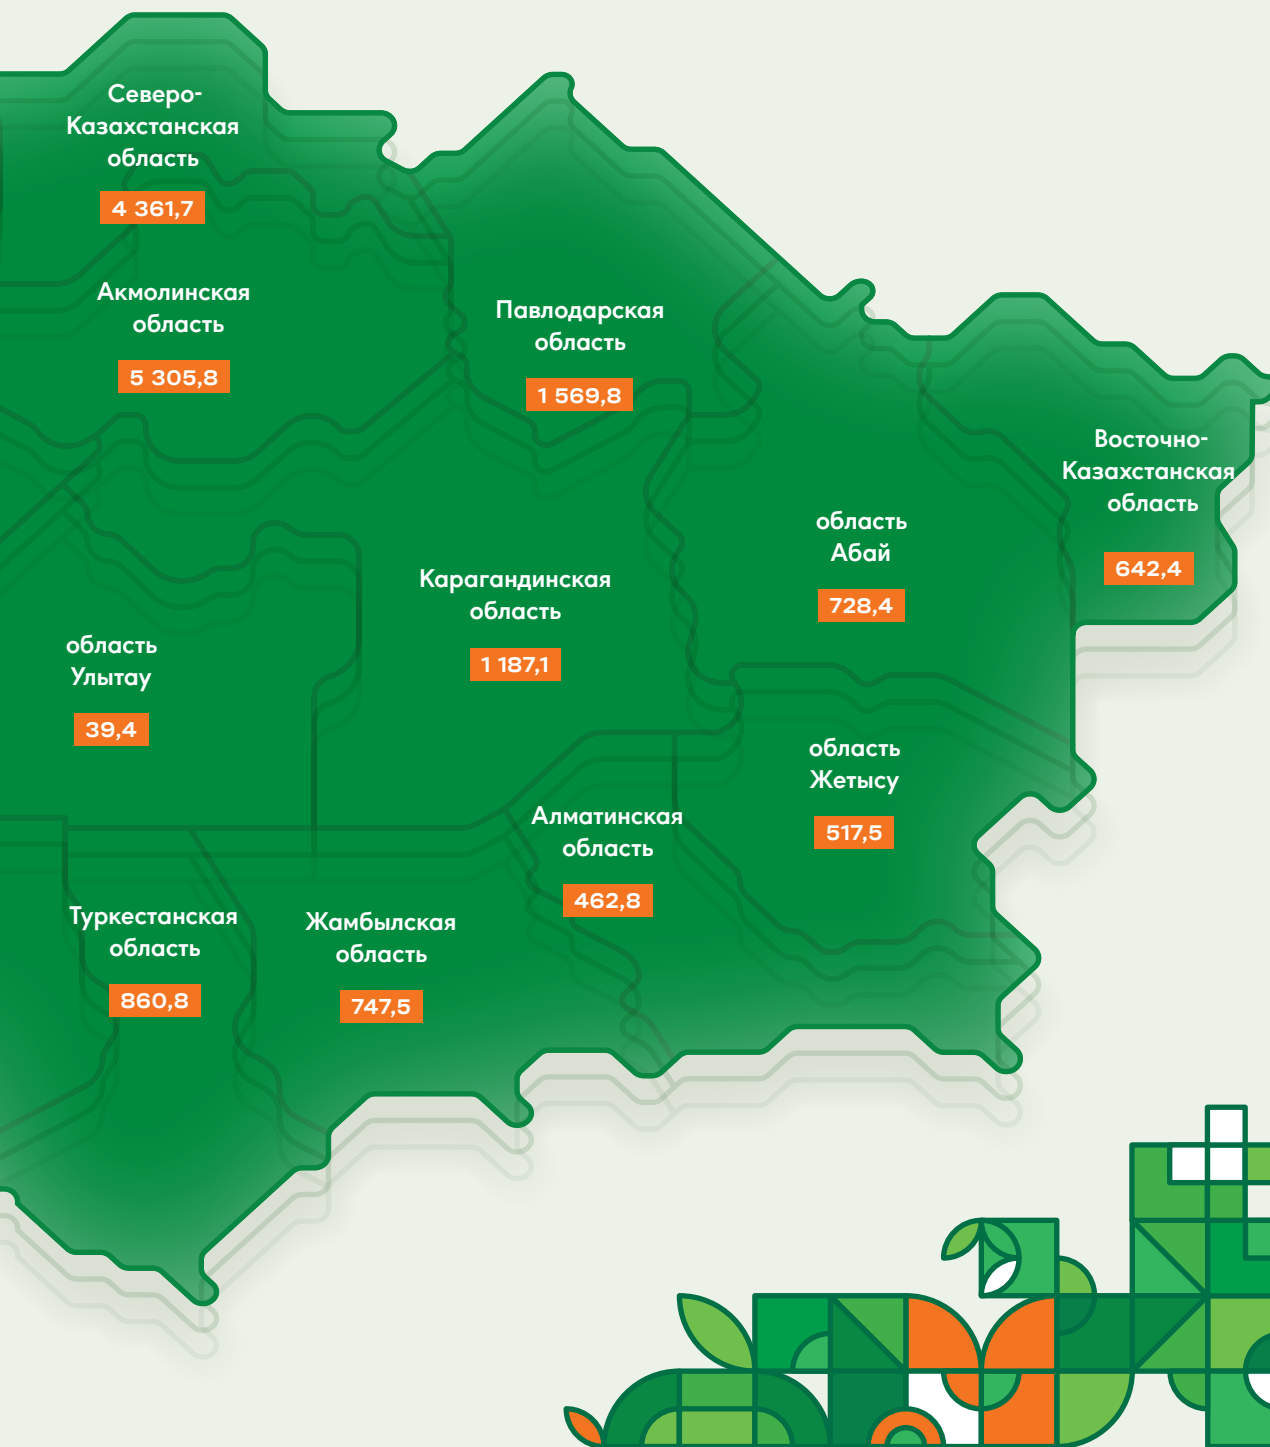 Северо-
Казахстанская
область
4 361,7
Акмолинская
область
5 305,8
Павлодарская
область
1 569,8
Восточно-
Казахстанская
область
642,4
область
Абай
728,4
Карагандинская
область
1 187,1
область
Улытау
39,4
область
Жетысу
517,5
Алматинская
область
462,8
Туркестанская
область
860,8
Жамбылская
область
747,5